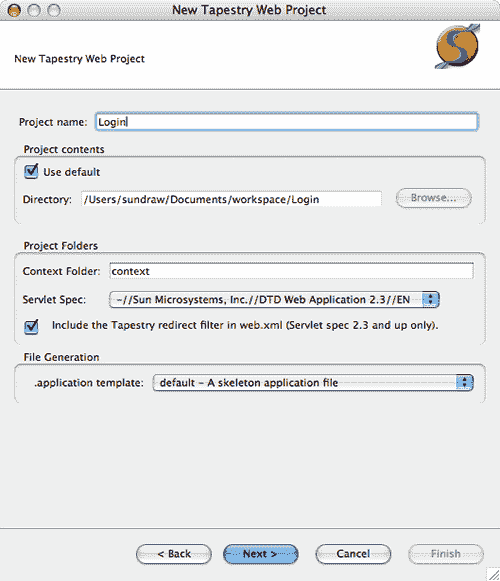 New Tapestry Web Project
New Tapestry Web Project
Project name: Login
Project contents
Use default
Directory: /Users/sundraw/Documents/workspace/Login Browse...
Project Folders
Context Folder: context
Servlet Spec: -//Sun Microsystems, Inc.//DTD Web Application 2.3//EN
Include the Tapestry redirect filter in web.xml (Servlet spec 2.3 and up only).
File Generation
.application template: default - A skeleton application file
< Back Next > Cancel Finish